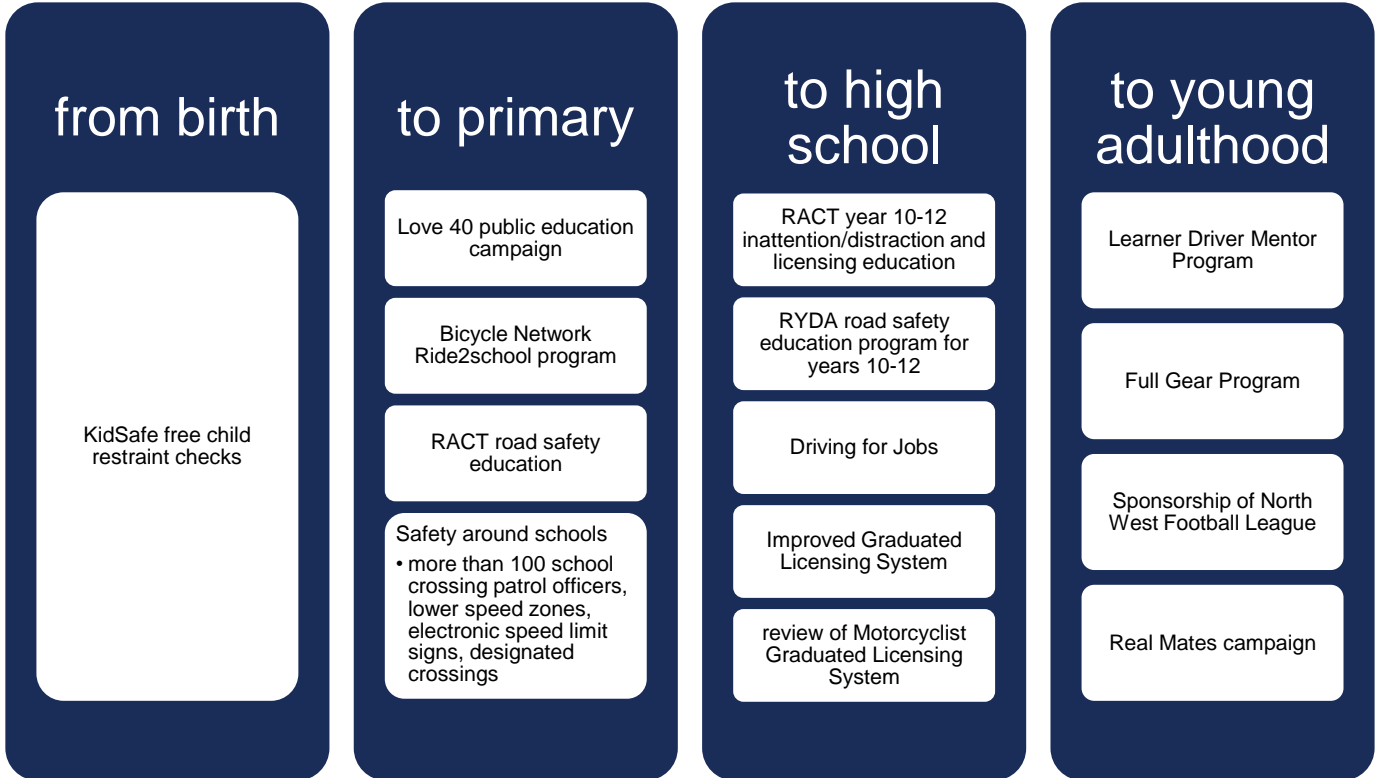 from birth
KidSafe free child
restraint checks
to primary
Love 40 public education
campaign
Bicycle Network
Ride2school program
RACT road safety
education
Safety around schools
• more than 100 school
crossing patrol officers,
lower speed zones,
electronic speed limit
signs, designated
crossings
to high
school
RACT year 10-12
inattention/distraction and
licensing education
RYDA road safety
education program for
years 10-12
Driving for Jobs
Improved Graduated
Licensing System
review of Motorcyclist
Graduated Licensing
System
to young
adulthood
Learner Driver Mentor
Program
Full Gear Program
Sponsorship of North
West Football League
Real Mates campaign